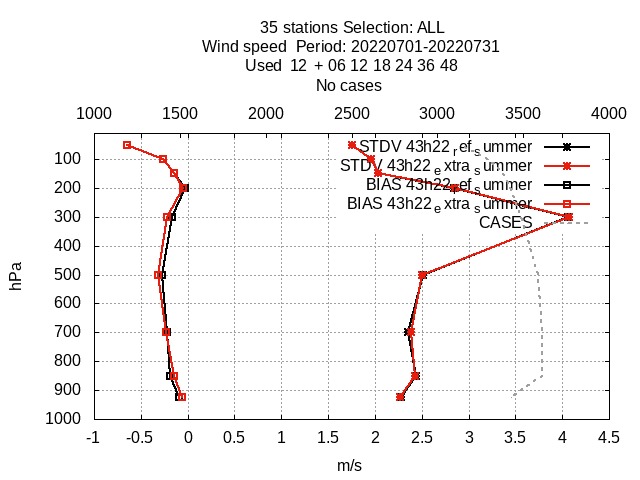 35 stations Selection: ALL
Wind speed  Period: 20220701-20220731
Used  12  + 06 12 18 24 36 48
No cases
1000 1500 2000 2500 3000 3500 4000
STDV 43h22_ref_summer
STDV 43h22_extra_summer
BIAS 43h22_ref_summer
BIAS 43h22_extra_summer
CASES
100
200
300
400
500
600
700
800
900
1000
hPa
-1 -0.5 0 0.5 1 1.5 2 2.5 3 3.5 4 4.5
m/s